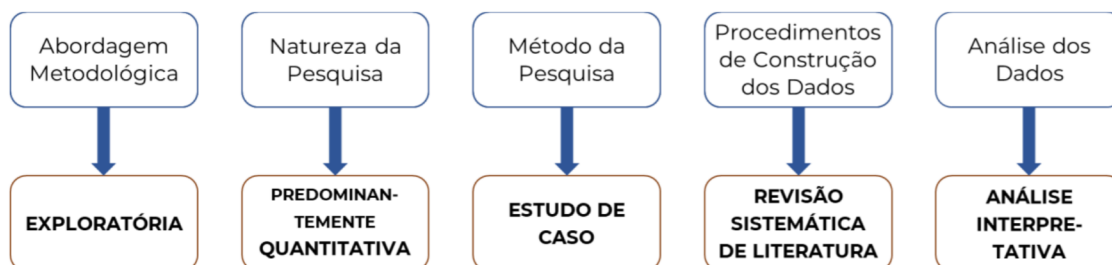 Abordagem
Metodológica
Natureza da
Pesquisa
Método da
Pesquisa
Procedimentos
de Construção
dos Dados
Análise dos
Dados
EXPLORATÓRIA
PREDOMINAN-
TEMENTE
QUANTITATIVA
ESTUDO DE
CASO
REVISÃO
SISTEMÁTICA
DE LITERATURA
ANÁLISE
INTERPRE-
TATIVA